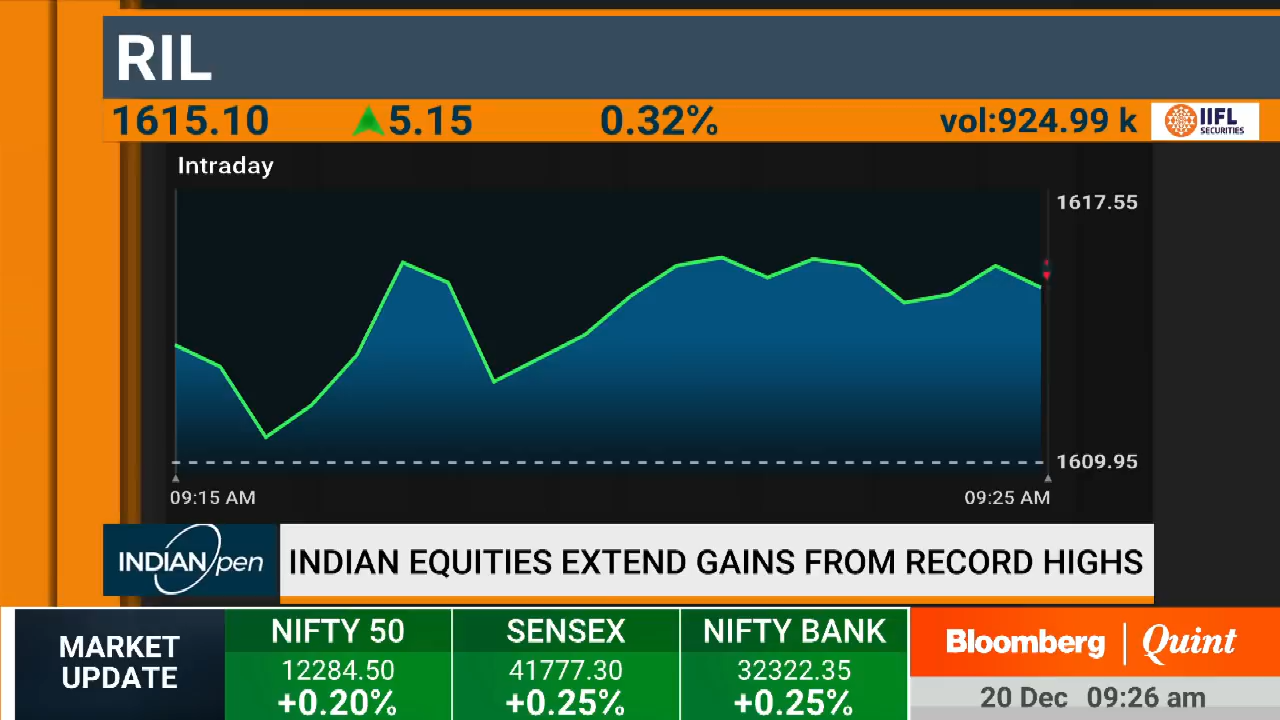 RIL
1615.10 5.15 0.32% vol:924.99 k IIFL SECURITIES
Intraday
1617.55
1609.95
09:15 AM 09:25 AM
INDIAN Open INDIAN EQUITIES EXTEND GAINS FROM RECORD HIGHS
MARKET UPDATE
NIFTY 50 SENSEX NIFTY BANK
12284.50 41777.30 32322.35
+0.20% +0.25% +0.25%
Bloomberg | Quint
20 Dec 09:26 am